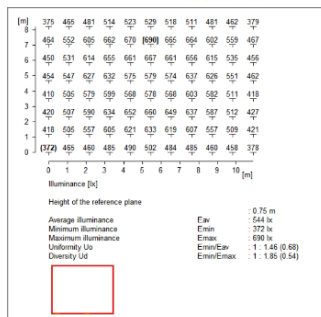 [m] 375 465 481 514 523 529 518 511 481 462 379
8
7 464 552 605 662 670 [690] 665 664 602 559 467
6 450 531 614 655 661 667 661 656 615 535 456
5 454 547 627 632 575 579 574 637 626 551 462
4 410 505 579 599 568 578 568 603 582 511 418
3 420 507 590 634 652 660 649 637 587 512 427
2 418 505 557 605 621 633 619 607 557 509 421
1
0 (372) 465 460 485 490 502 484 485 460 458 378
0 1 2 3 4 5 6 7 8 9 10 [m]
Illuminance [lx]
Height of the reference plane : 0.75 m
Average illuminance Eav : 544 lx
Minimum illuminance Emin : 372 lx
Maximum illuminance Emax : 690 lx
Uniformity Uo Emin/Eav : 1 : 1.46 (0.68)
Diversity Ud Emin/Emax : 1 : 1.85 (0.54)